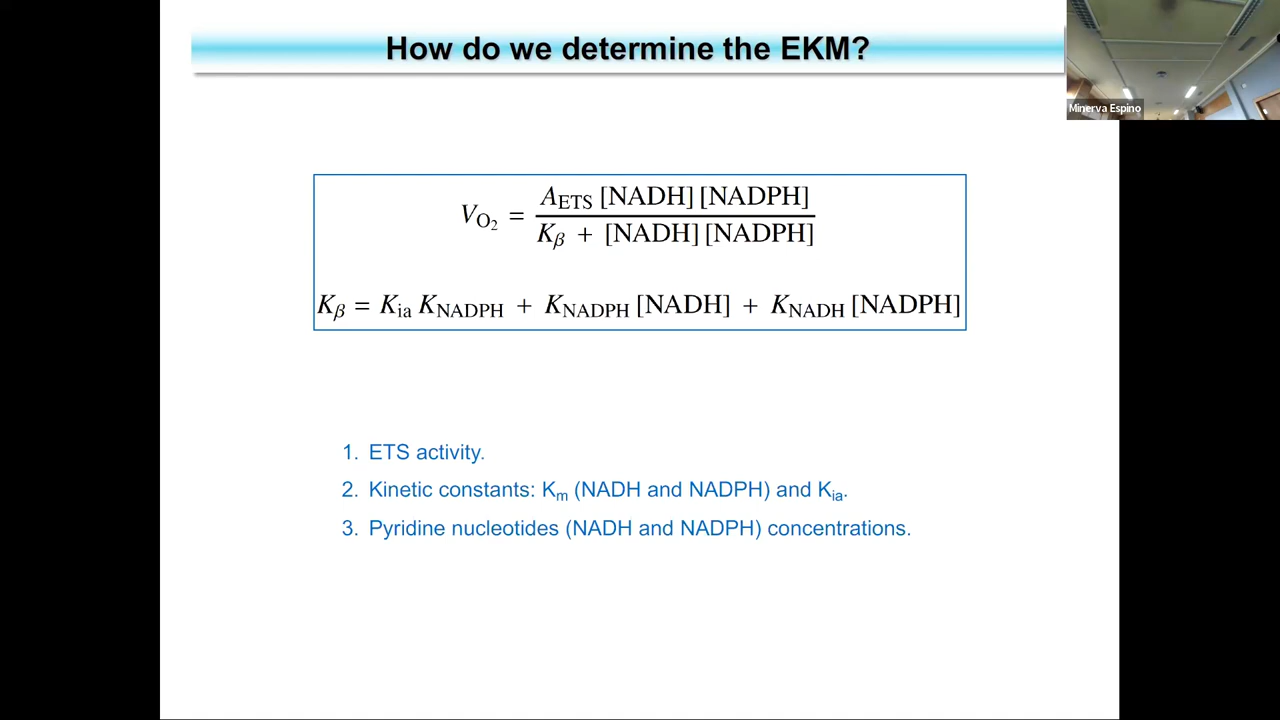 How do we determine the EKM?
Minerva Espino
V_O₂ = A_ETS [NADH] [NADPH] / K_β + [NADH] [NADPH]
K_β = K_ia K_NADPH + K_NADPH [NADH] + K_NADH [NADPH]
1. ETS activity.
2. Kinetic constants: K_m (NADH and NADPH) and K_ia.
3. Pyridine nucleotides (NADH and NADPH) concentrations.